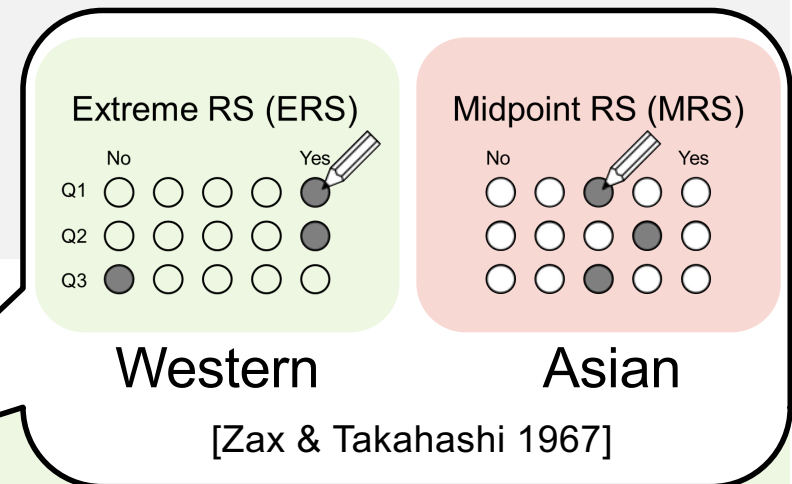 Extreme RS (ERS)
No Yes
Q1
Q2
Q3
Midpoint RS (MRS)
No Yes
Western
Asian
[Zax & Takahashi 1967]